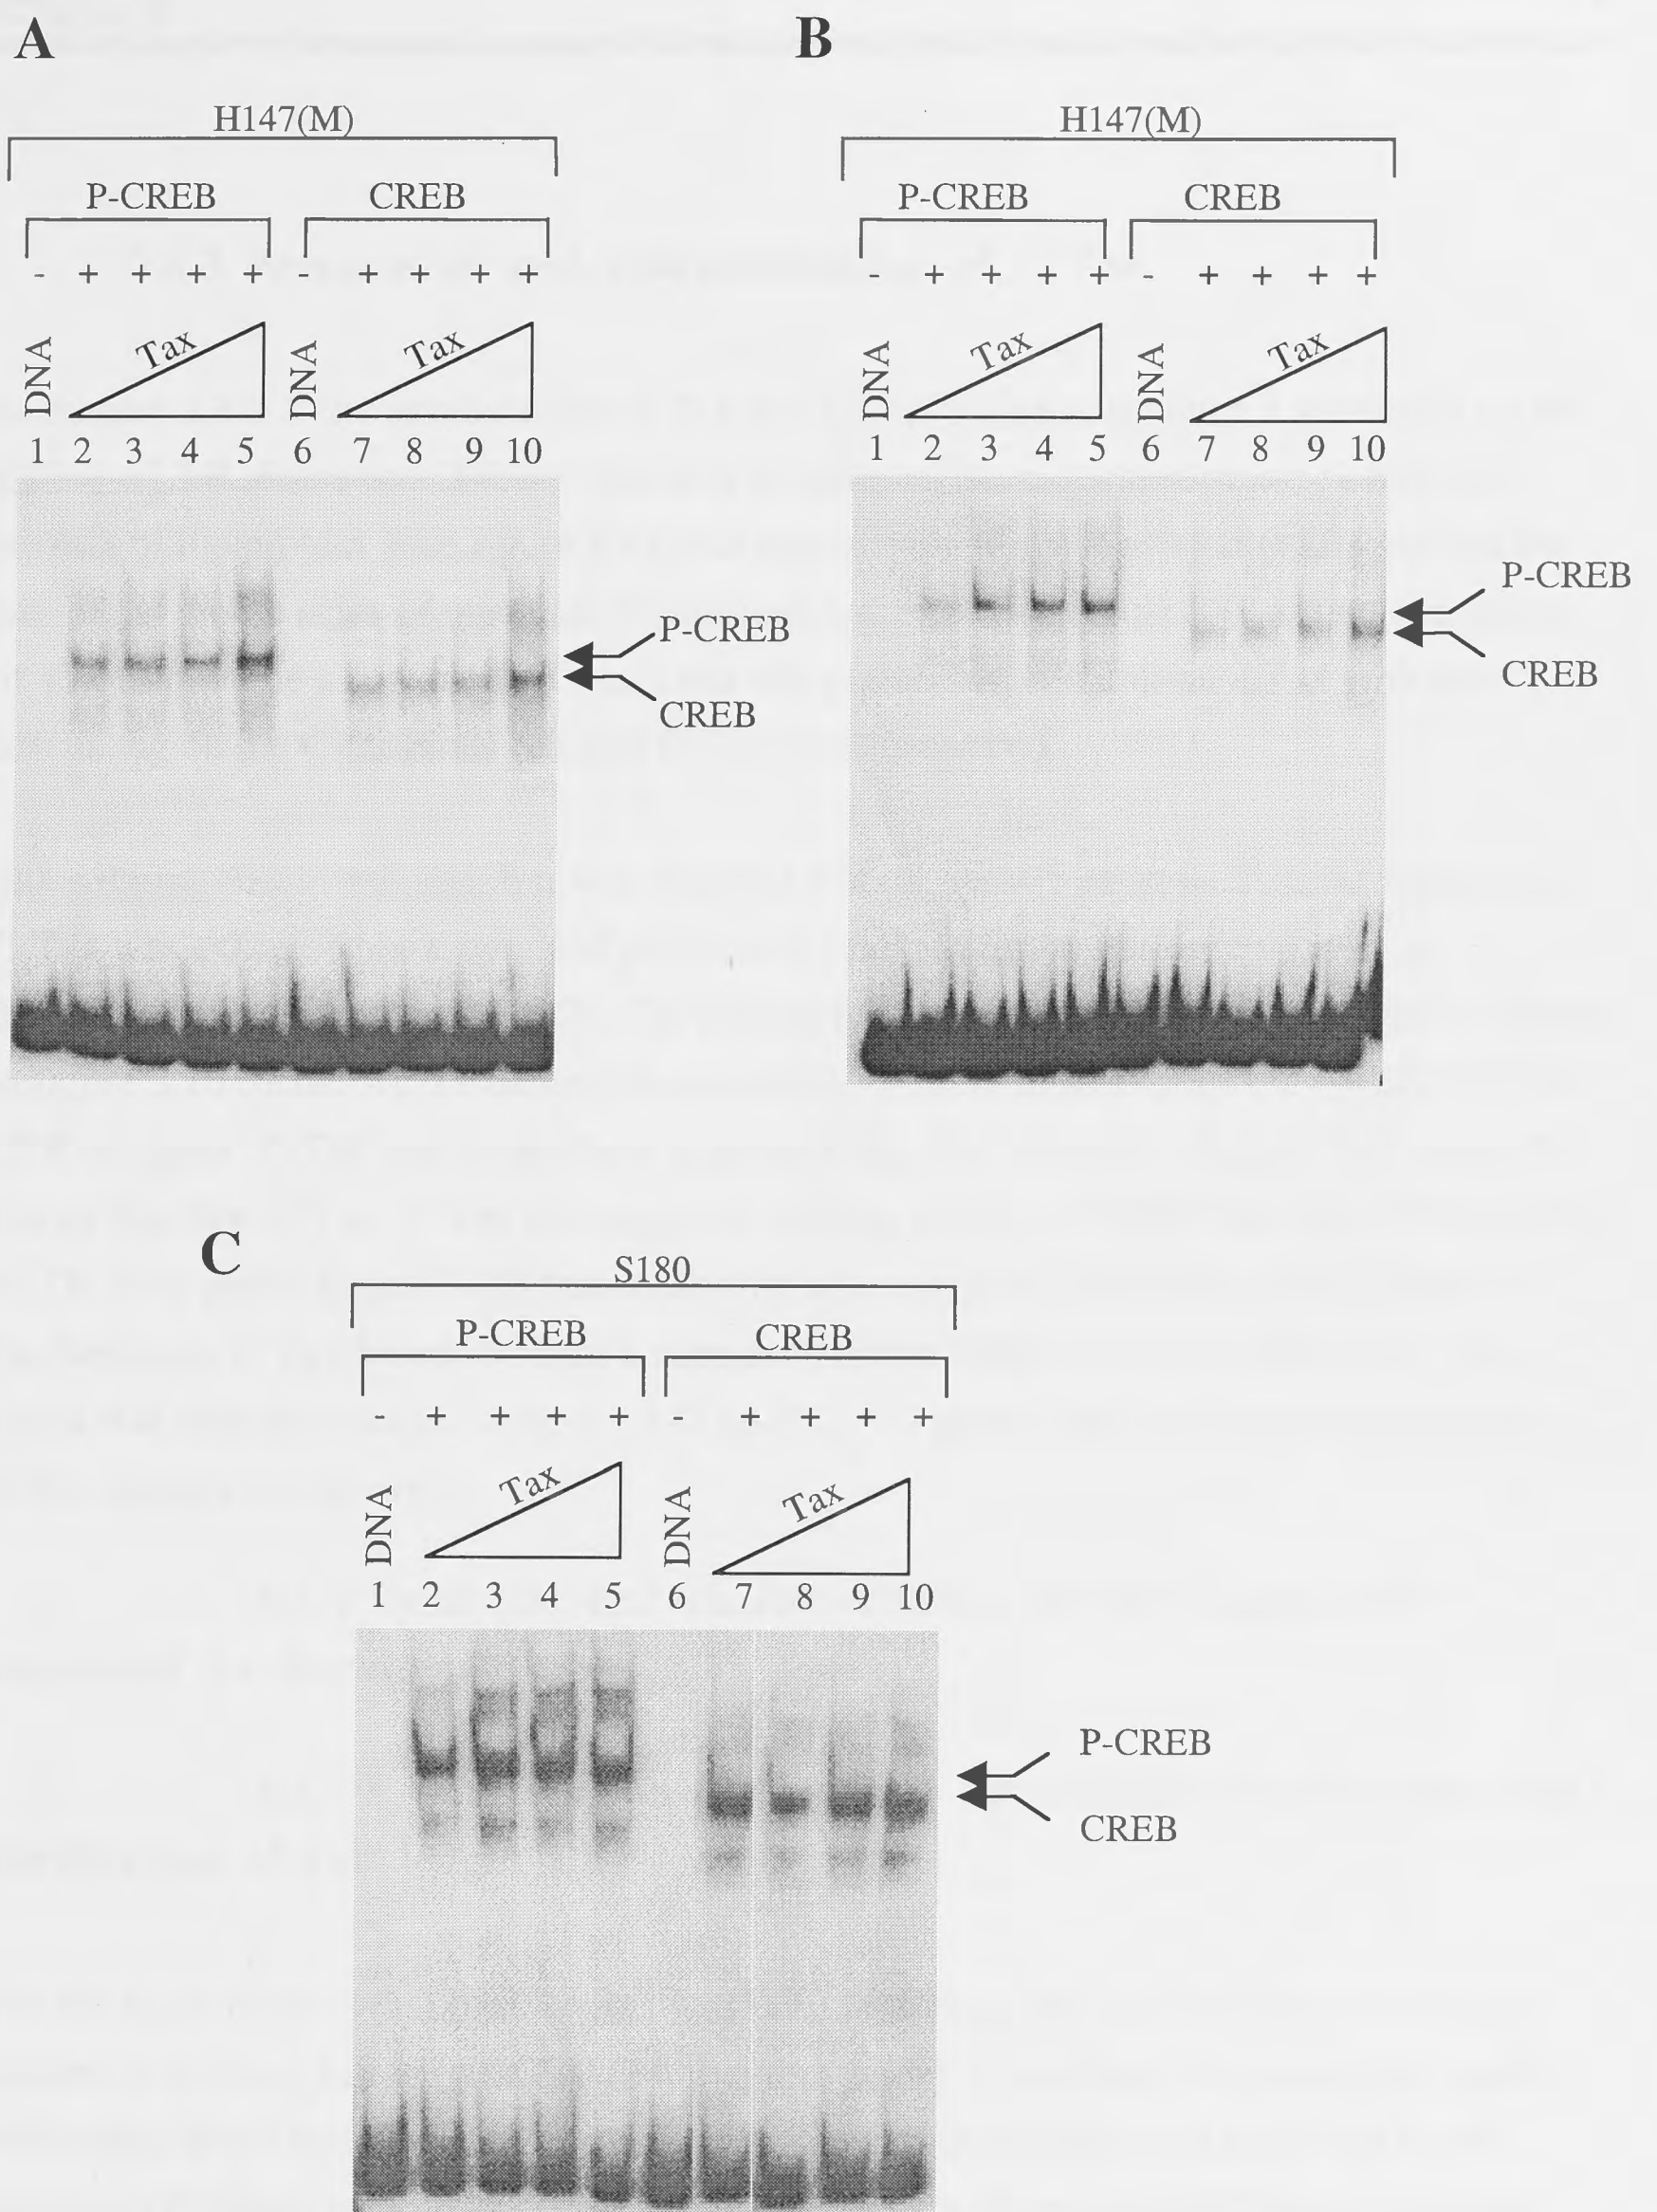 A
H147(M)
P-CREB CREB
- + + + + - + + + +
DNA Tax DNA Tax
1 2 3 4 5 6 7 8 9 10
P-CREB
CREB
B
H147(M)
P-CREB CREB
- + + + + - + + + +
DNA Tax DNA Tax
1 2 3 4 5 6 7 8 9 10
P-CREB
CREB
C
S180
P-CREB CREB
- + + + + - + + + +
DNA Tax DNA Tax
1 2 3 4 5 6 7 8 9 10
P-CREB
CREB